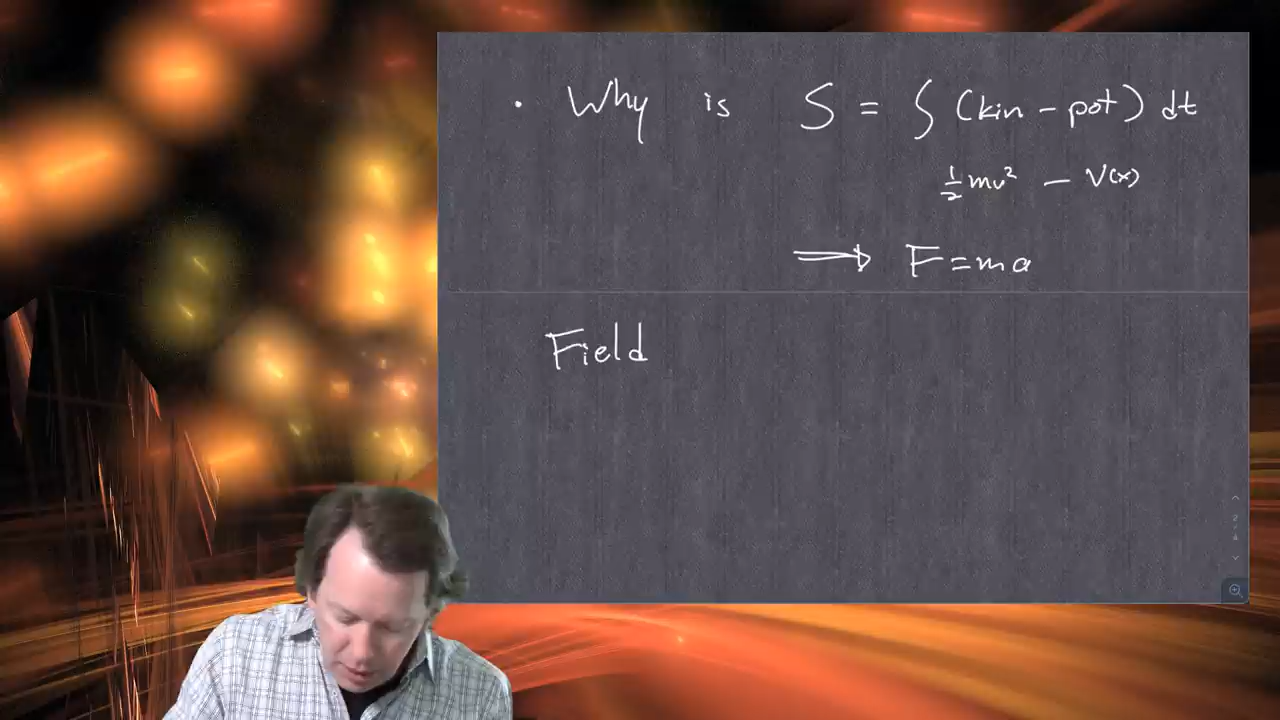 • Why is S = ∫ (kin – pot) dt
½mv² – V(x)
⟹ F = ma
Field